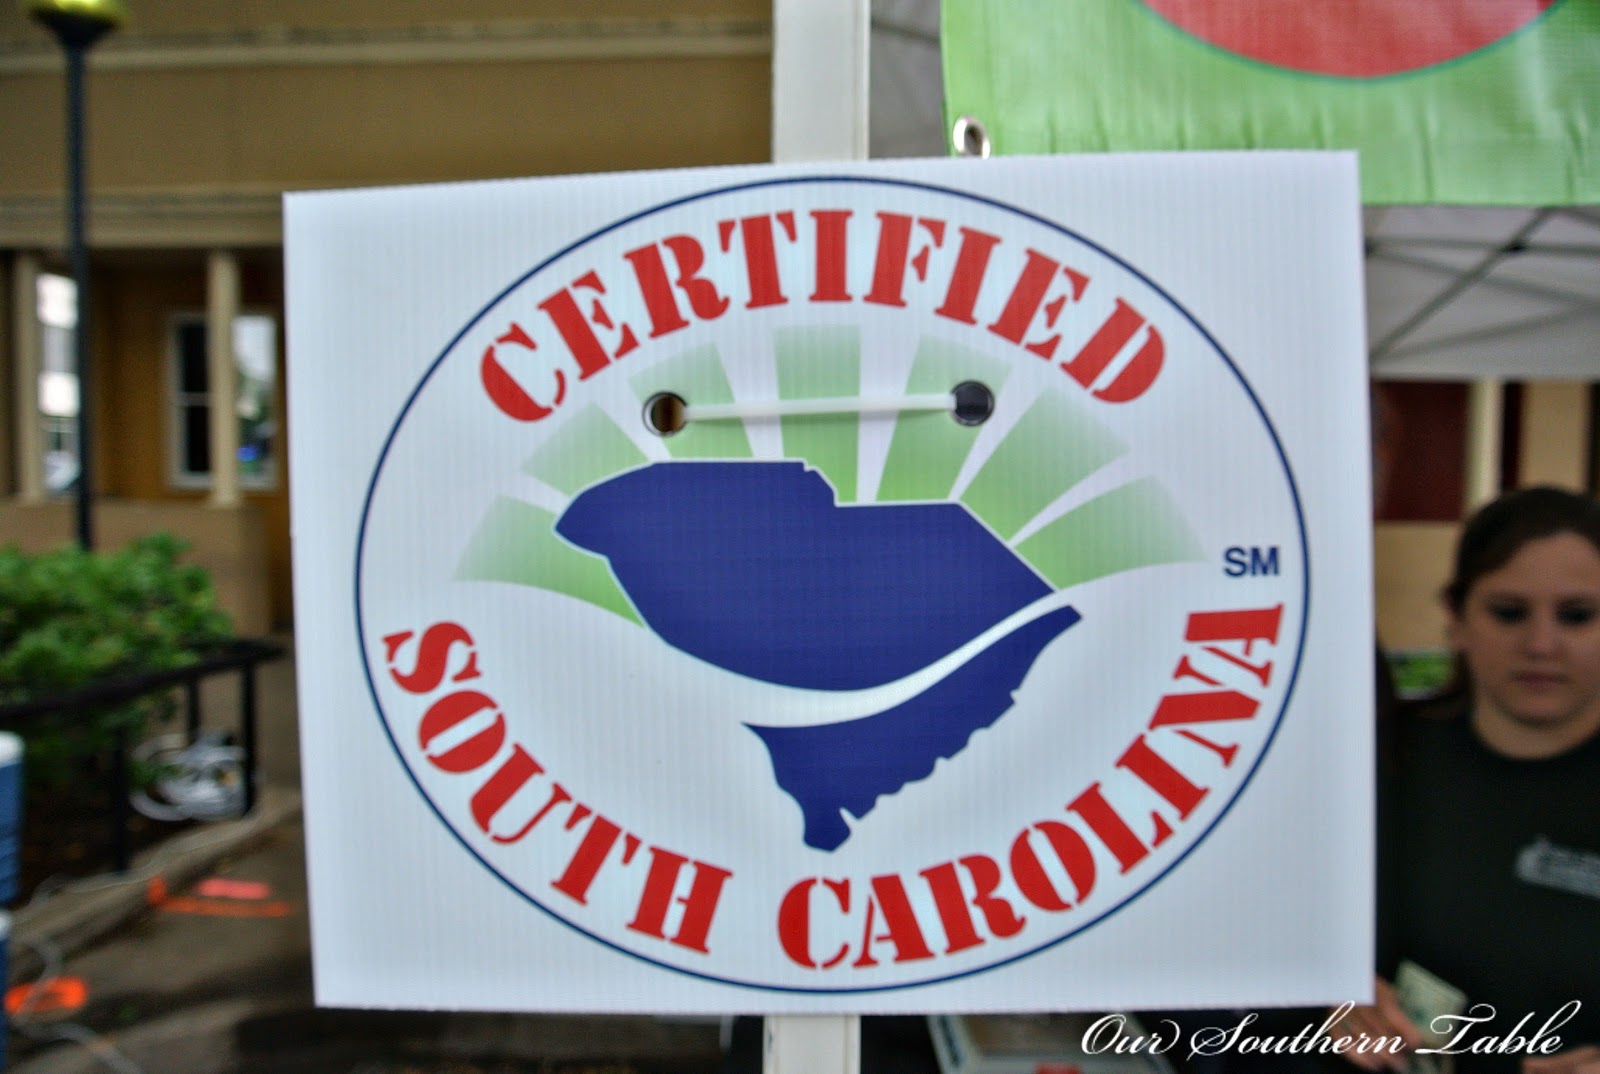 CERTIFIED
SM
SOUTH CAROLINA
Our Southern Table